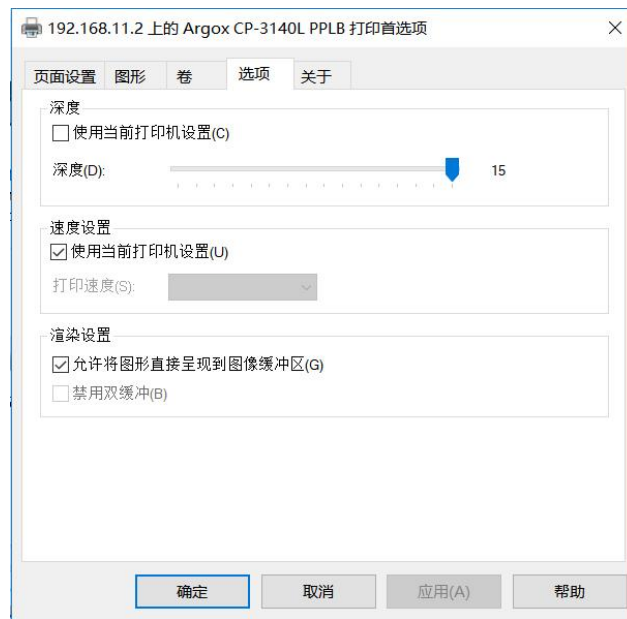 192.168.11.2 上的 Argox CP-3140L PPLB 打印首选项
页面设置 图形 卷 选项 关于
深度
使用当前打印机设置(C)
深度(D): 15
速度设置
使用当前打印机设置(U)
打印速度(S):
渲染设置
允许将图形直接呈现到图像缓冲区(G)
禁用双缓冲(B)
确定 取消 应用(A) 帮助